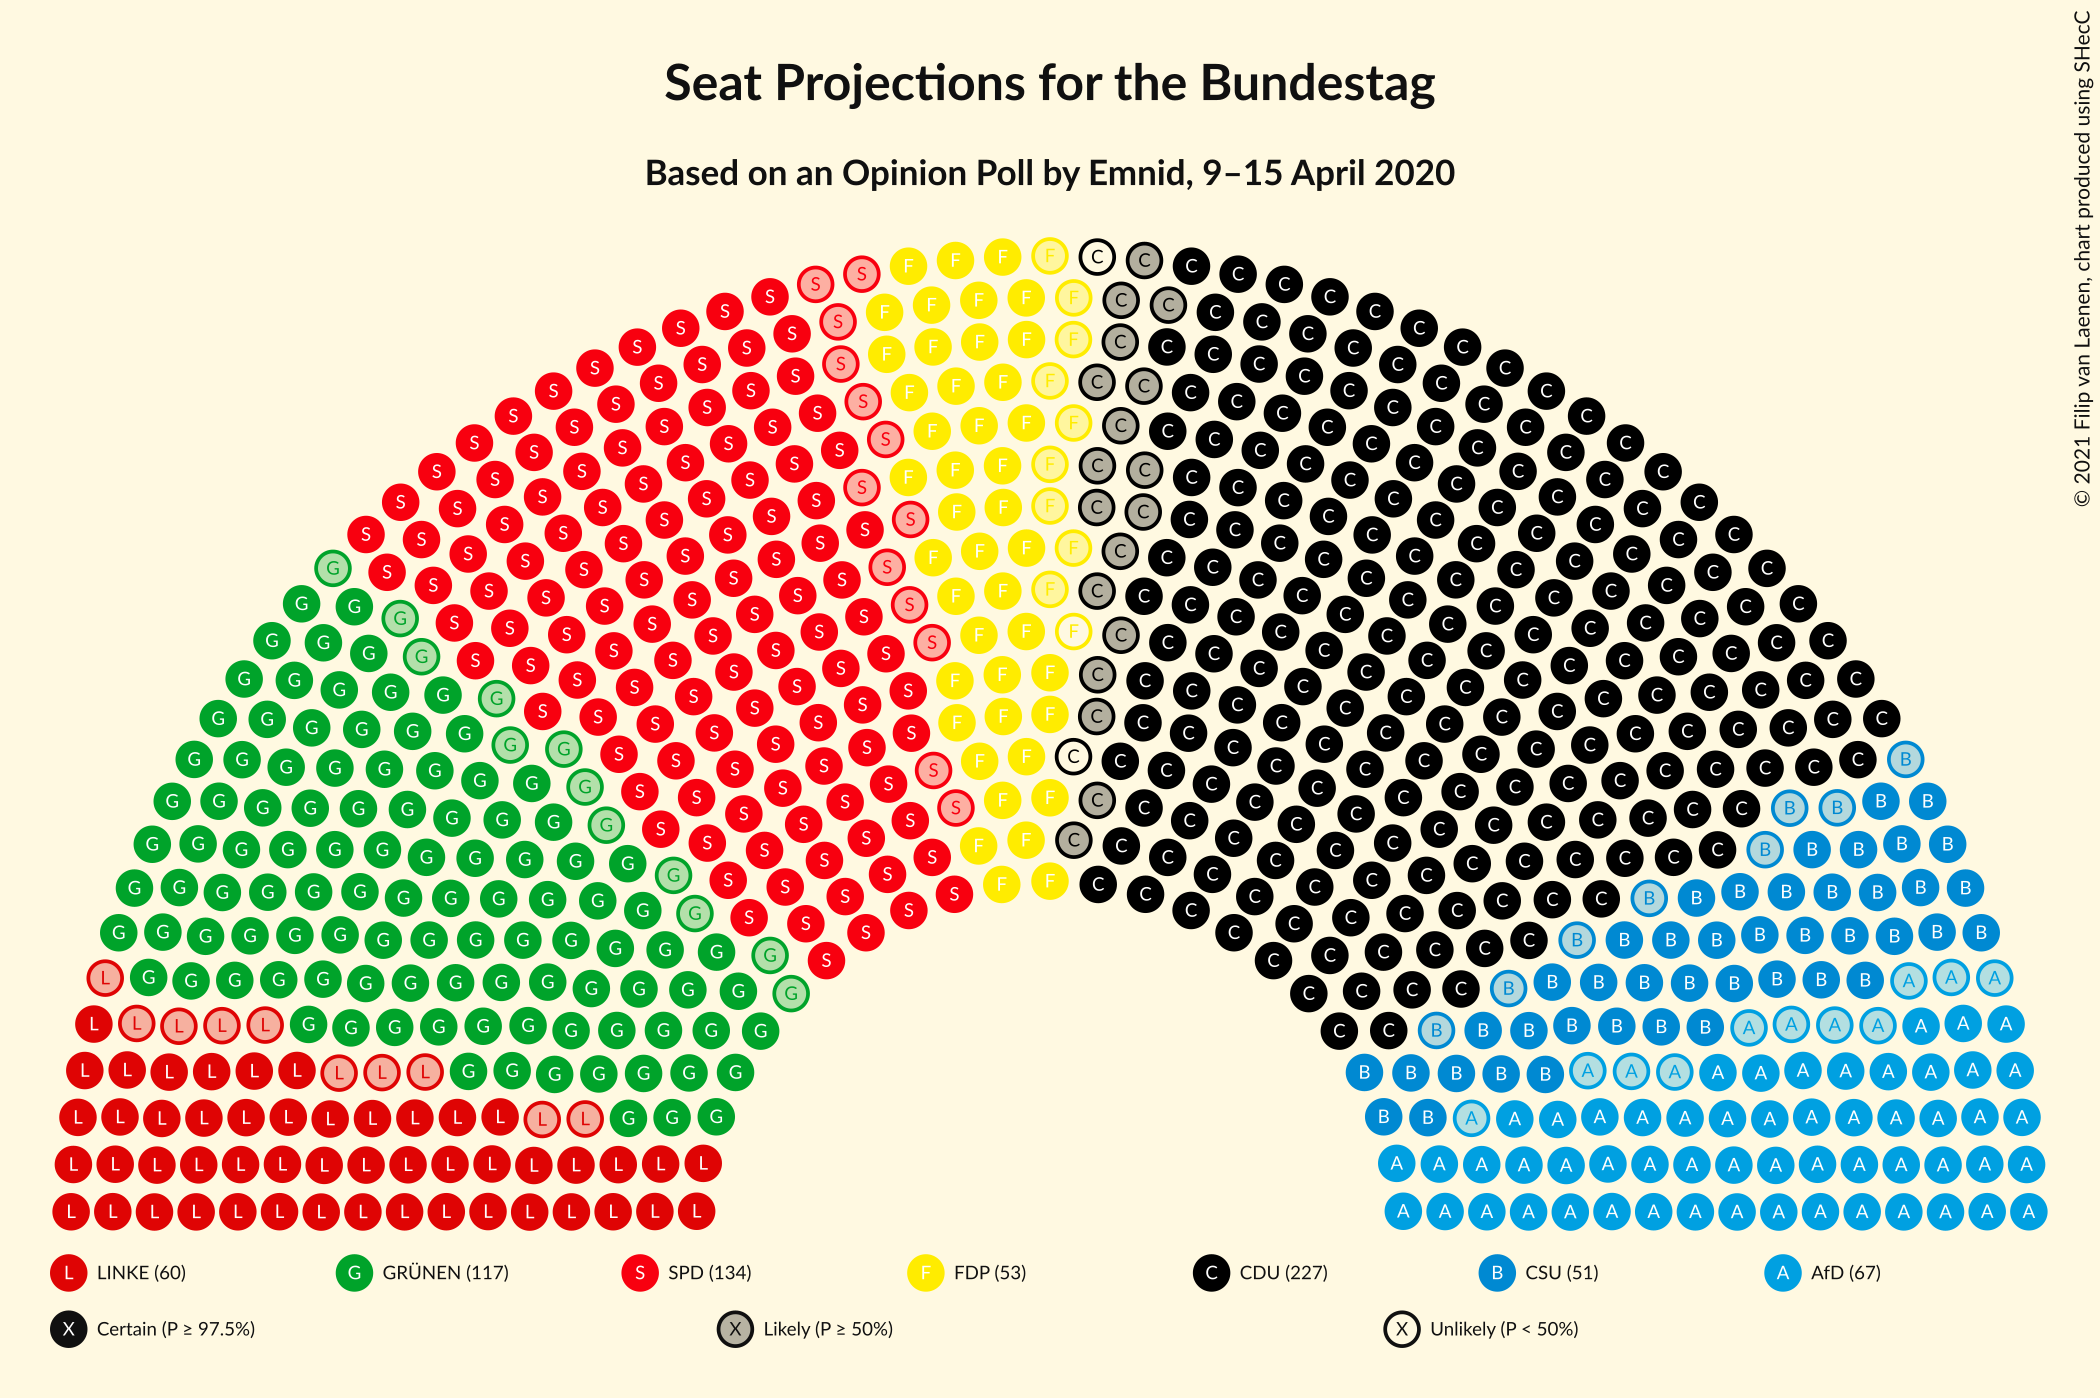 Seat Projections for the Bundestag
Based on an Opinion Poll by Emnid, 9–15 April 2020
© 2021 Filip van Laenen, chart produced using SHecC
L LINKE (60) G GRÜNEN (117) S SPD (134) F FDP (53) C CDU (227) B CSU (51) A AfD (67)
X Certain (P ≥ 97.5%) X Likely (P ≥ 50%) X Unlikely (P < 50%)